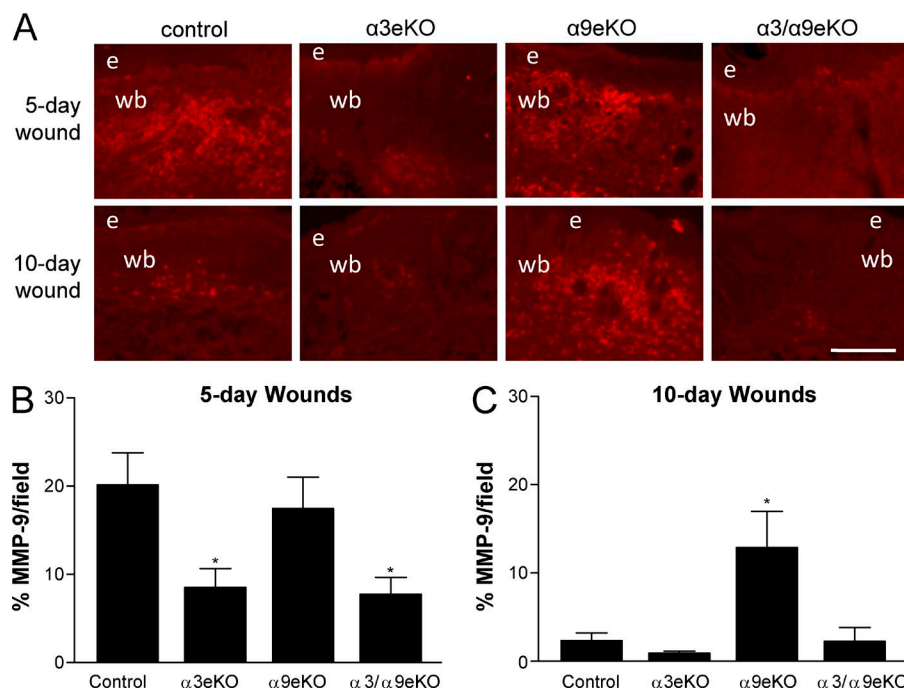 A
control α3eKO α9eKO α3/α9eKO
5-day
wound
e e e e
wb wb wb wb
10-day
wound
e e e e
wb wb wb wb
B 5-day Wounds
% MMP-9/field
30
20
10
0
* *
Control α3eKO α9eKO α3/α9eKO
C 10-day Wounds
% MMP-9/field
30
20
10
0
*
Control α3eKO α9eKO α3/α9eKO